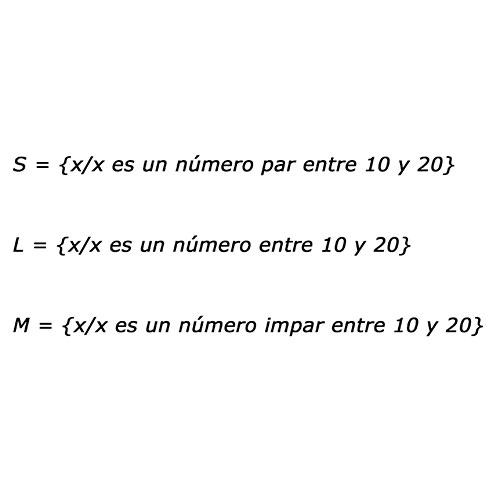 S = {x/x es un número par entre 10 y 20}
L = {x/x es un número entre 10 y 20}
M = {x/x es un número impar entre 10 y 20}